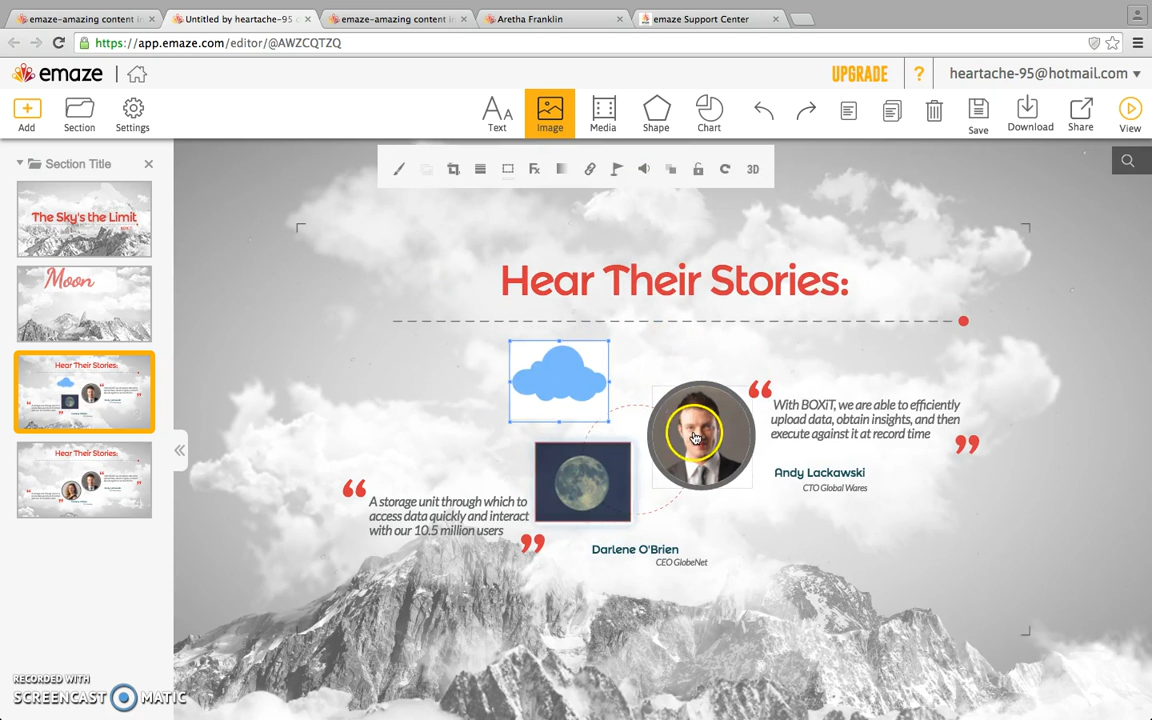 emaze-amazing content in
Untitled by heartache-95
emaze-amazing content in
Aretha Franklin
emaze Support Center
https://app.emaze.com/editor/@AWZCQTZQ
emaze
UPGRADE
?
heartache-95@hotmail.com
Add
Section
Settings
Text
Image
Media
Shape
Chart
Save
Download
Share
View
Section Title
Fx
3D
The Sky's the Limit
Moon
Hear Their Stories:
Hear Their Stories:
Hear Their Stories:
“ With BOXiT, we are able to efficiently
upload data, obtain insights, and then
execute against it at record time ”
Andy Lackawski
CTO Global Wares
“ A storage unit through which to
access data quickly and interact
with our 10.5 million users ”
Darlene O'Brien
CEO GlobeNet
RECORDED WITH
SCREENCAST MATIC